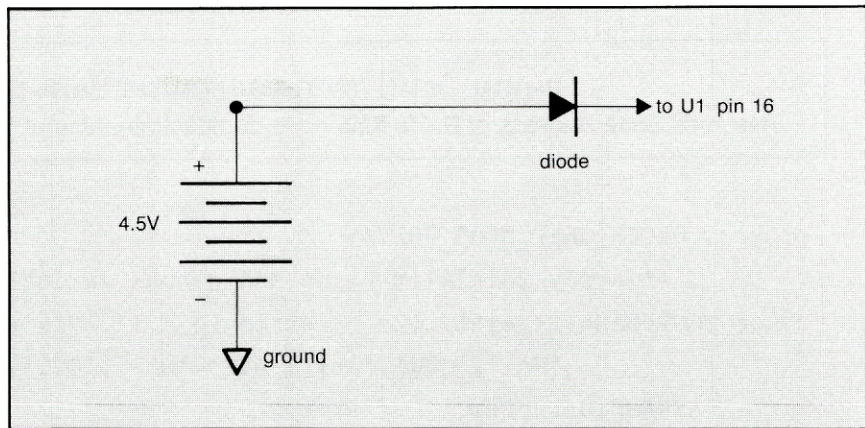 to U1 pin 16
diode
+
4.5V
−
ground